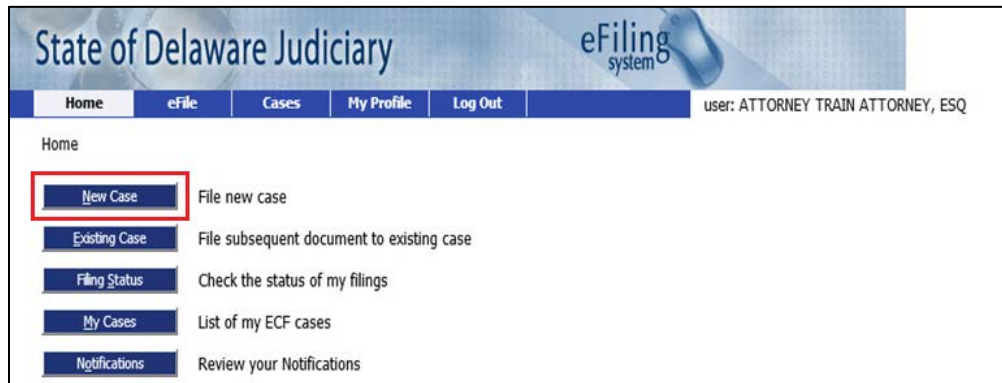 State of Delaware Judiciary
eFiling
system
Home eFile Cases My Profile Log Out user: ATTORNEY TRAIN ATTORNEY, ESQ
Home
New Case File new case
Existing Case File subsequent document to existing case
Filing Status Check the status of my filings
My Cases List of my ECF cases
Notifications Review your Notifications